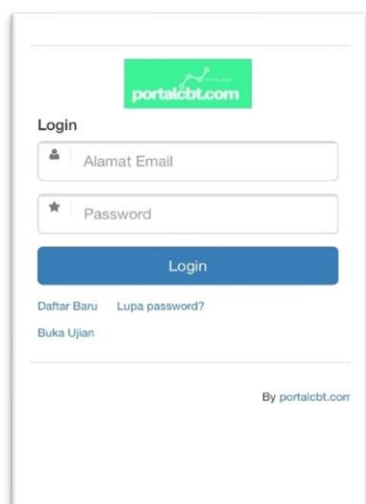 portalcbt.com
Login
Alamat Email
Password
Login
Daftar Baru Lupa password?
Buka Ujian
By portalcbt.com